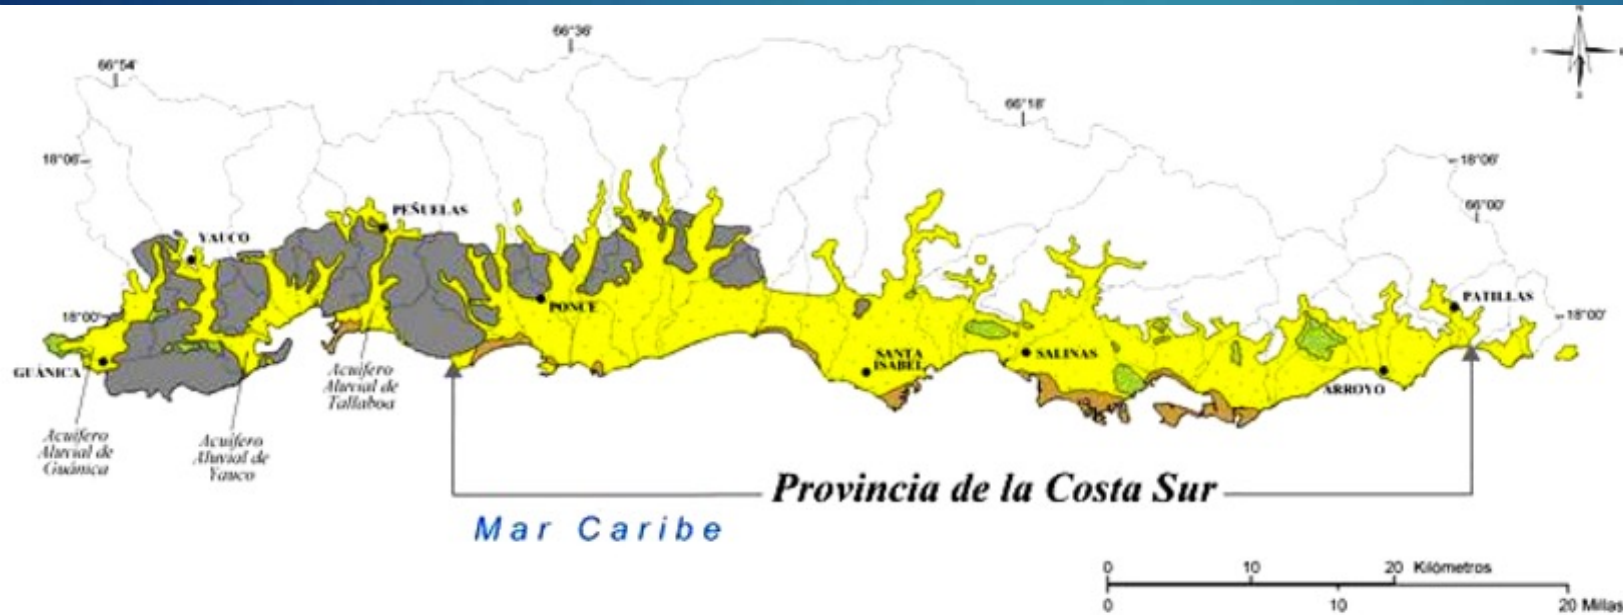 66°36'
66°54'
66°18'
18°06'
18°06'
66°00'
PEÑUELAS
YAUCO
PATILLAS
PONCE
18°00'
18°00'
SANTA
ISABEL
SALINAS
GUÁNICA
ARROYO
Acuífero
Aluvial de
Tallaboa
Acuífero
Aluvial de
Guánica
Acuífero
Aluvial de
Yauco
Provincia de la Costa Sur
Mar Caribe
0 10 20 Kilómetros
0 10 20 Millas